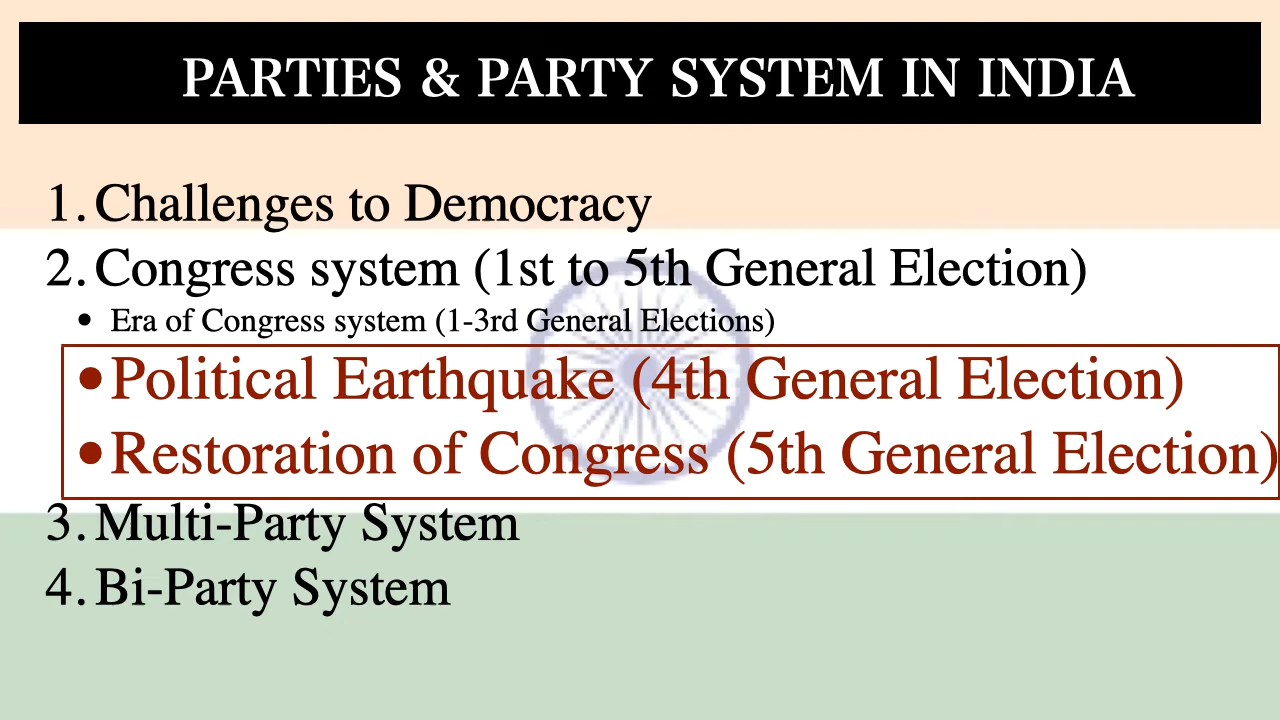 PARTIES & PARTY SYSTEM IN INDIA
1. Challenges to Democracy
2. Congress system (1st to 5th General Election)
• Era of Congress system (1-3rd General Elections)
• Political Earthquake (4th General Election)
• Restoration of Congress (5th General Election)
3. Multi-Party System
4. Bi-Party System